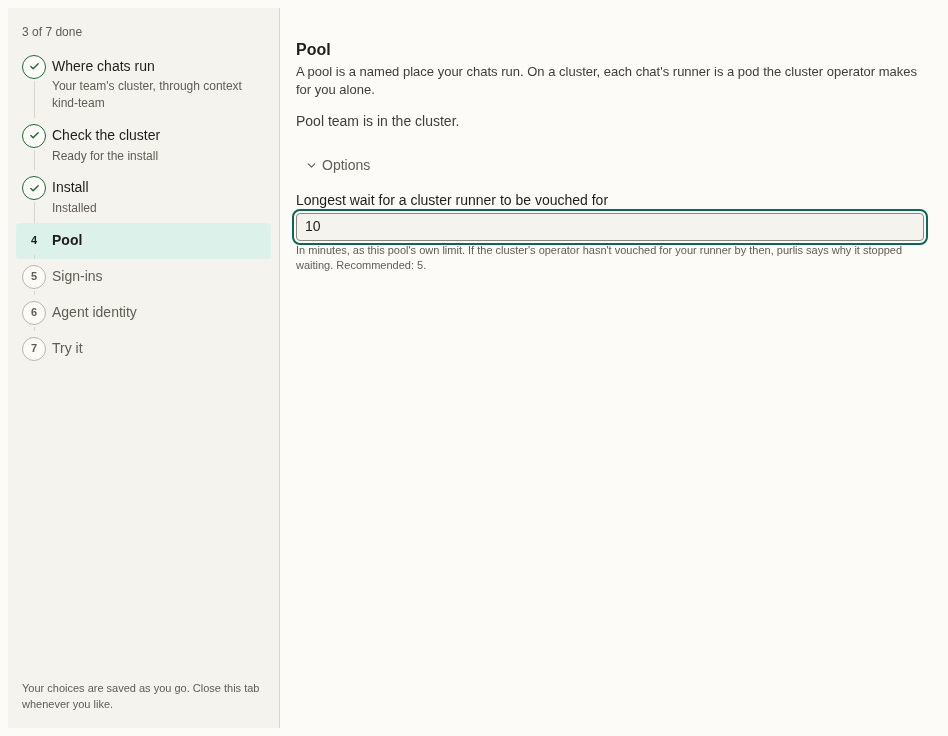 3 of 7 done
Where chats run
Your team's cluster, through context
kind-team
Check the cluster
Ready for the install
Install
Installed
4 Pool
5 Sign-ins
6 Agent identity
7 Try it
Your choices are saved as you go. Close this tab
whenever you like.
Pool
A pool is a named place your chats run. On a cluster, each chat's runner is a pod the cluster operator makes
for you alone.
Pool team is in the cluster.
Options
Longest wait for a cluster runner to be vouched for
10
In minutes, as this pool's own limit. If the cluster's operator hasn't vouched for your runner by then, purlis says why it stopped
waiting. Recommended: 5.